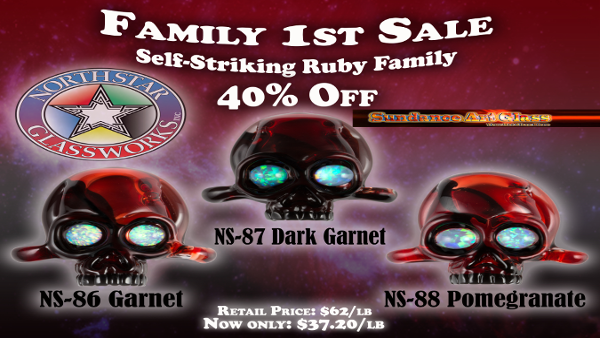 Family 1st Sale
Self-Striking Ruby Family
40% Off
NORTHSTAR
GLASSWORKS, INC
Sundance Art Glass
NS-87 Dark Garnet
NS-86 Garnet
NS-88 Pomegranate
Retail Price: $62/lb
Now only: $37.20/lb